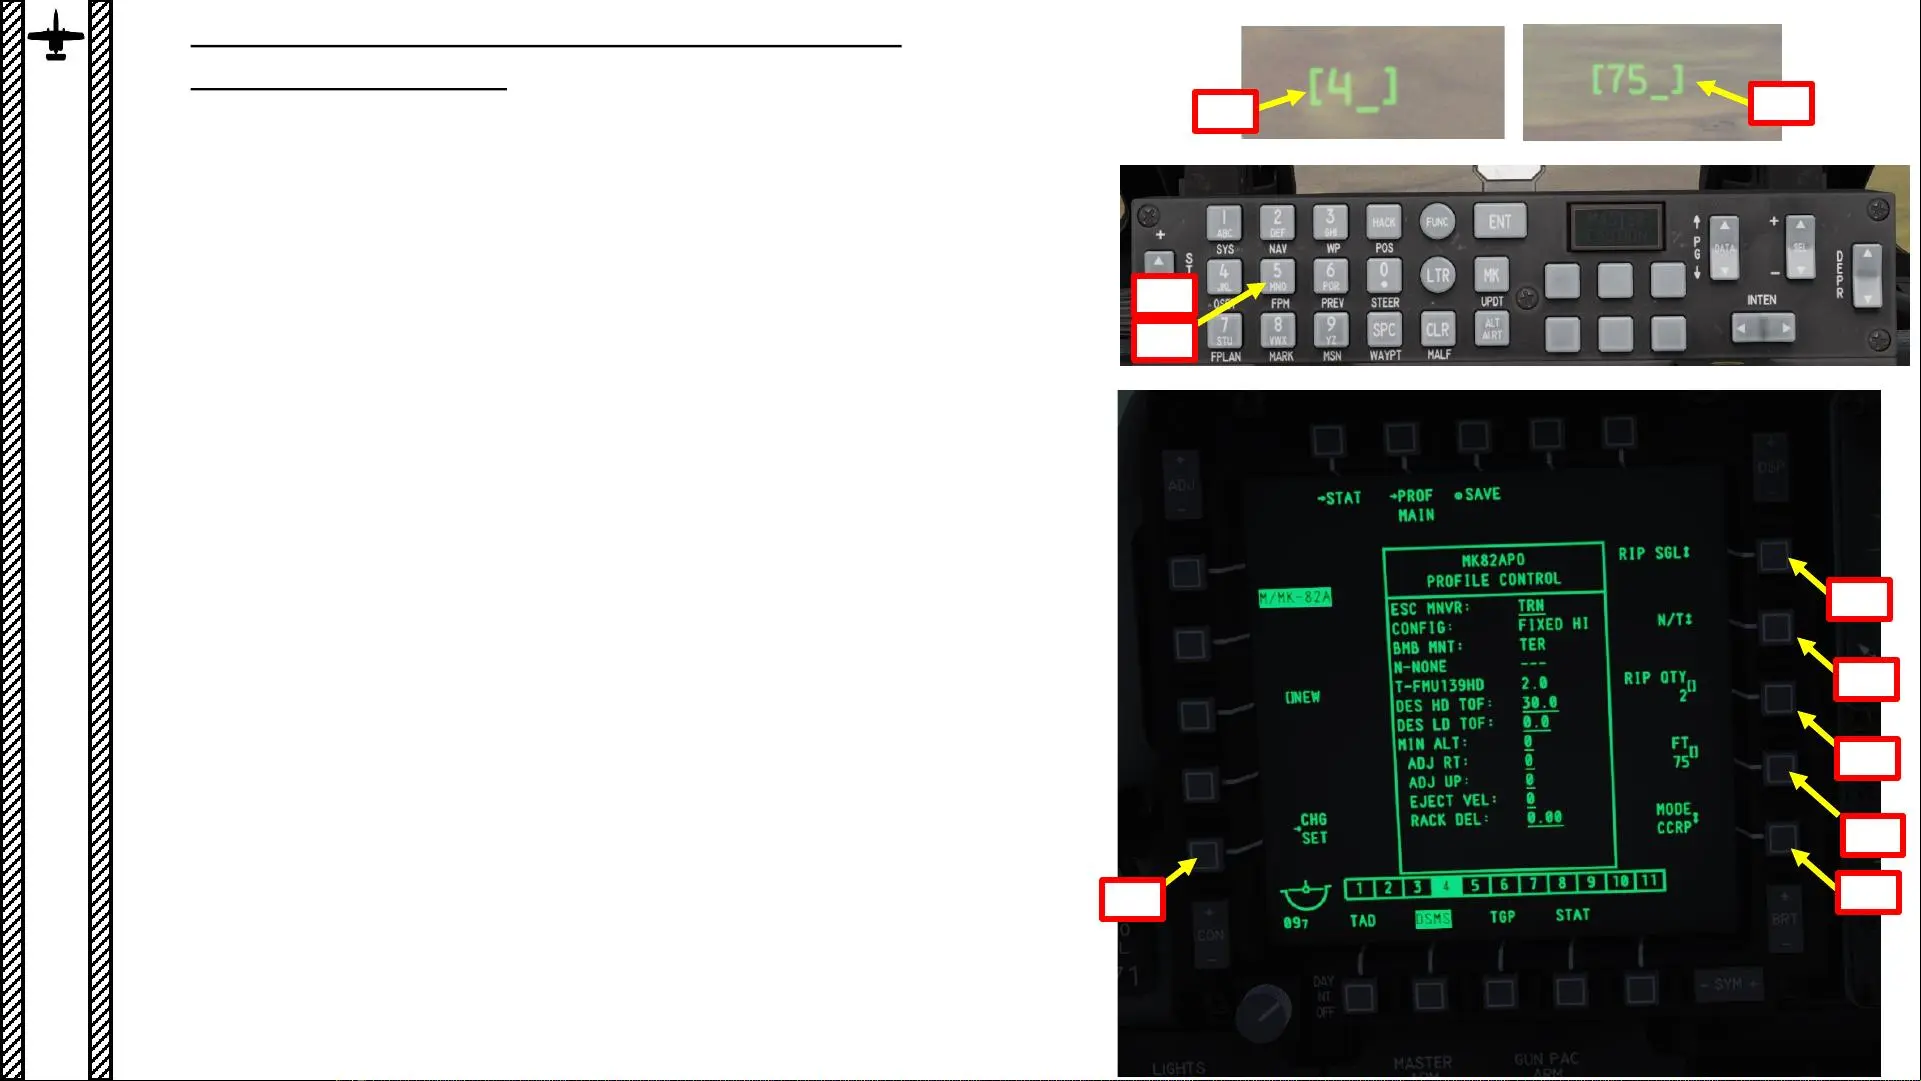 [4_]
[75_]
1 2 3 HACK FUNC ENT
ABC DEF GHI
SYS NAV WP POS
4 5 6 0 LTR MK
JKL MNO PQR
FPM PREV STEER UPDT
7 8 9 SPC CLR ALT
STU VWX YZ ALRT
FPLAN MARK MSN WAYPT MALF
+
S
↑
P
G
↓
DATA
+
SEL
−
INTEN
D
E
P
R
ADJ
DSP
→STAT →PROF SAVE
MAIN
MK82APO
PROFILE CONTROL
RIP SGL↕
M/MK-82A
ESC MNVR: TRN
CONFIG: FIXED HI
BMB MNT: TER
N-NONE ---
T-FMU139HD 2.0
DES HD TOF: 30.0
DES LD TOF: 0.0
MIN ALT: 0
ADJ RT: 0
ADJ UP: 0
EJECT VEL: 0
RACK DEL: 0.00
N/T↕
RIP QTY
2[]
FT
75[]
MODE
CCRP↕
[]NEW
→CHG
SET
1 2 3 4 5 6 7 8 9 10 11
097 TAD DSMS TGP STAT
CON
BRT
DAY
NT
OFF
- SYM +
LIGHTS
MASTER
ARM
GUN PAC
ARM